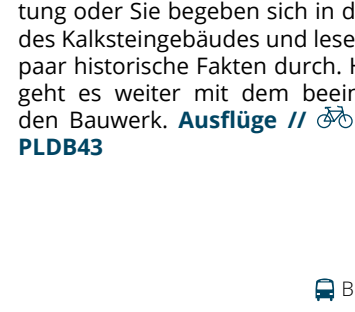 tung oder Sie begeben sich in d
des Kalksteingebäudes und lese
paar historische Fakten durch. H
geht es weiter mit dem beein
den Bauwerk. Ausflüge //
PLDB43
B